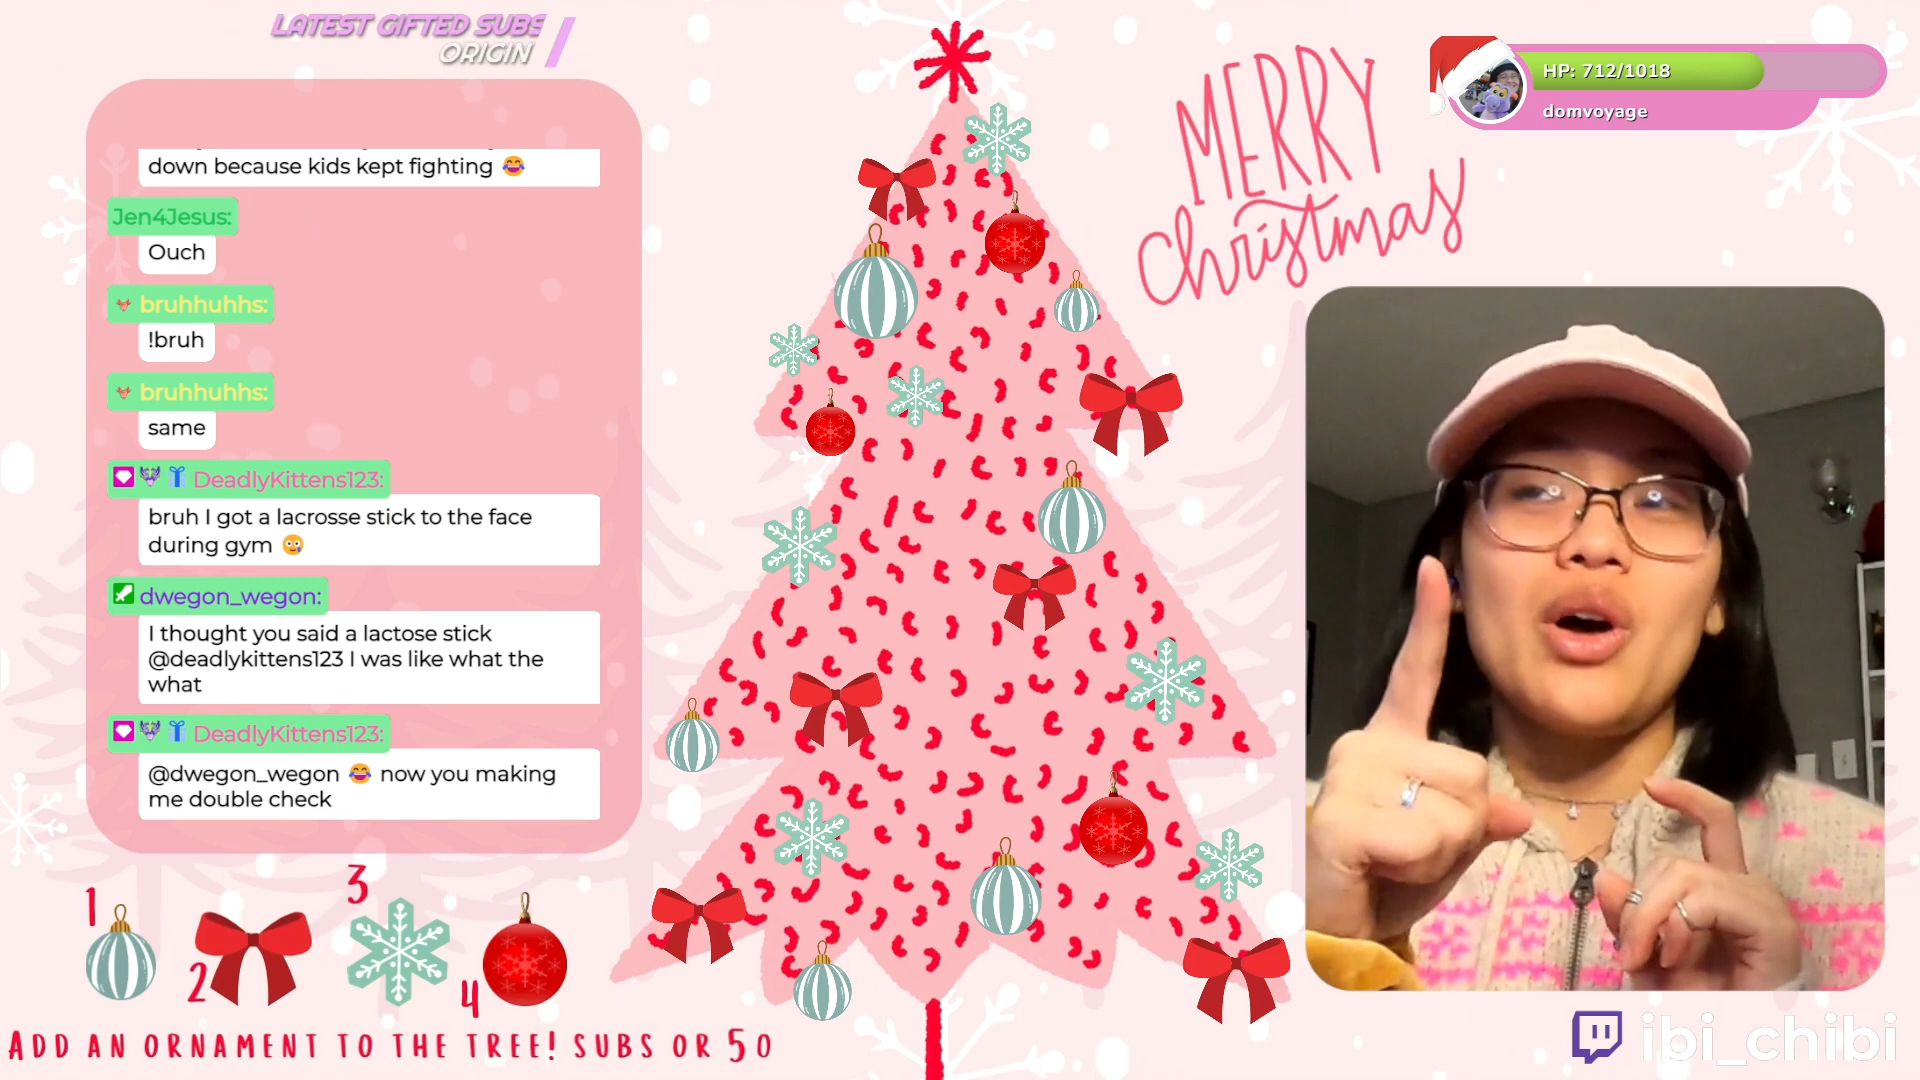 LATEST GIFTED SUBS
ORIGIN
down because kids kept fighting 😂
Jen4Jesus:
Ouch
bruhhuhhs:
!bruh
bruhhuhhs:
same
DeadlyKittens123:
bruh I got a lacrosse stick to the face
during gym 🥲
dwegon_wegon:
I thought you said a lactose stick
@deadlykittens123 I was like what the
what
DeadlyKittens123:
@dwegon_wegon 😂 now you making
me double check
1
2
3
4
ADD AN ORNAMENT TO THE TREE! SUBS OR 50
MERRY
Christmas
HP: 712/1018
domvoyage
ibi_chibi